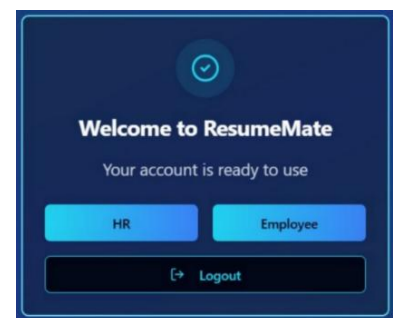 Welcome to ResumeMate
Your account is ready to use
HR Employee
Logout